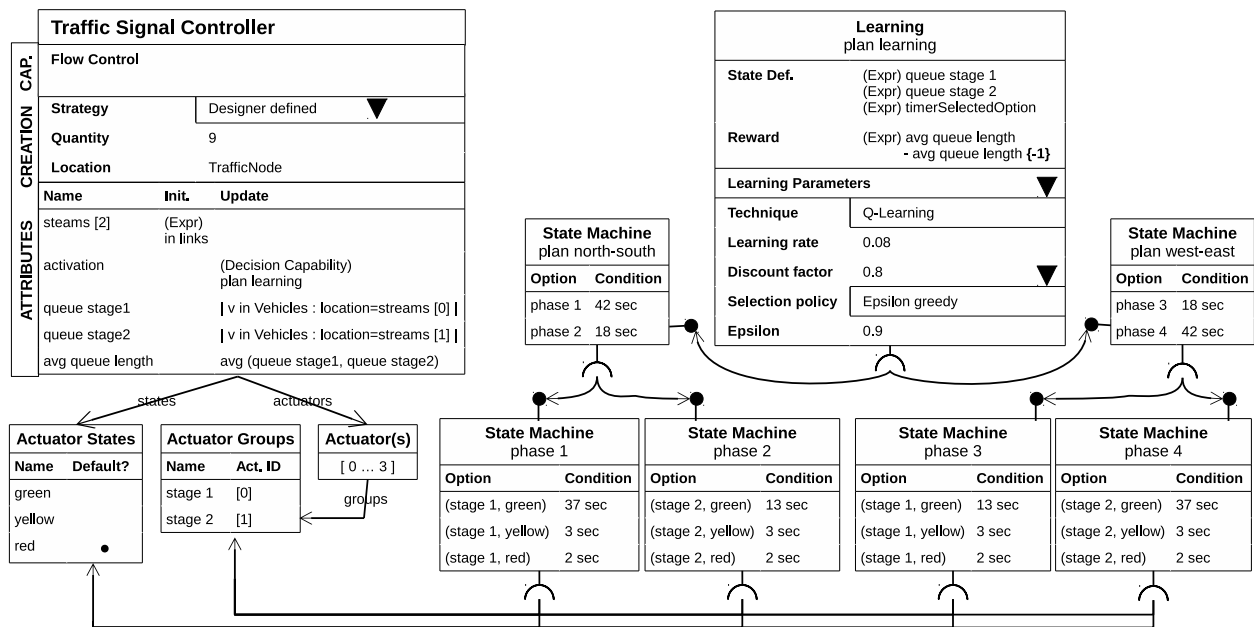 Traffic Signal Controller
CAP.
Flow Control
CREATION
Strategy Designer defined
Quantity 9
Location TrafficNode
ATTRIBUTES
Name Init. Update
steams [2] (Expr)
in links
activation (Decision Capability)
plan learning
queue stage1 | v in Vehicles : location=streams [0] |
queue stage2 | v in Vehicles : location=streams [1] |
avg queue length avg (queue stage1, queue stage2)
states
actuators
Actuator States
Name Default?
green
yellow
red
Actuator Groups
Name Act. ID
stage 1 [0]
stage 2 [1]
Actuator(s)
[ 0 ... 3 ]
groups
Learning
plan learning
State Def. (Expr) queue stage 1
(Expr) queue stage 2
(Expr) timerSelectedOption
Reward (Expr) avg queue length
- avg queue length {-1}
Learning Parameters
Technique Q-Learning
Learning rate 0.08
Discount factor 0.8
Selection policy Epsilon greedy
Epsilon 0.9
State Machine
plan north-south
Option Condition
phase 1 42 sec
phase 2 18 sec
State Machine
plan west-east
Option Condition
phase 3 18 sec
phase 4 42 sec
State Machine
phase 1
Option Condition
(stage 1, green) 37 sec
(stage 1, yellow) 3 sec
(stage 1, red) 2 sec
State Machine
phase 2
Option Condition
(stage 2, green) 13 sec
(stage 2, yellow) 3 sec
(stage 2, red) 2 sec
State Machine
phase 3
Option Condition
(stage 1, green) 13 sec
(stage 1, yellow) 3 sec
(stage 1, red) 2 sec
State Machine
phase 4
Option Condition
(stage 2, green) 37 sec
(stage 2, yellow) 3 sec
(stage 2, red) 2 sec